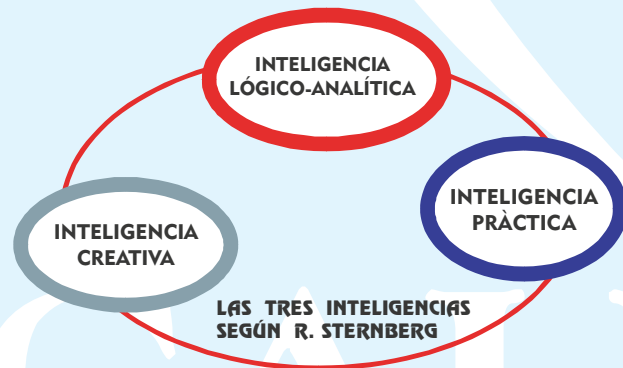 INTELIGENCIA
LÓGICO-ANALÍTICA
INTELIGENCIA
PRÀCTICA
INTELIGENCIA
CREATIVA
LAS TRES INTELIGENCIAS
SEGÚN R. STERNBERG